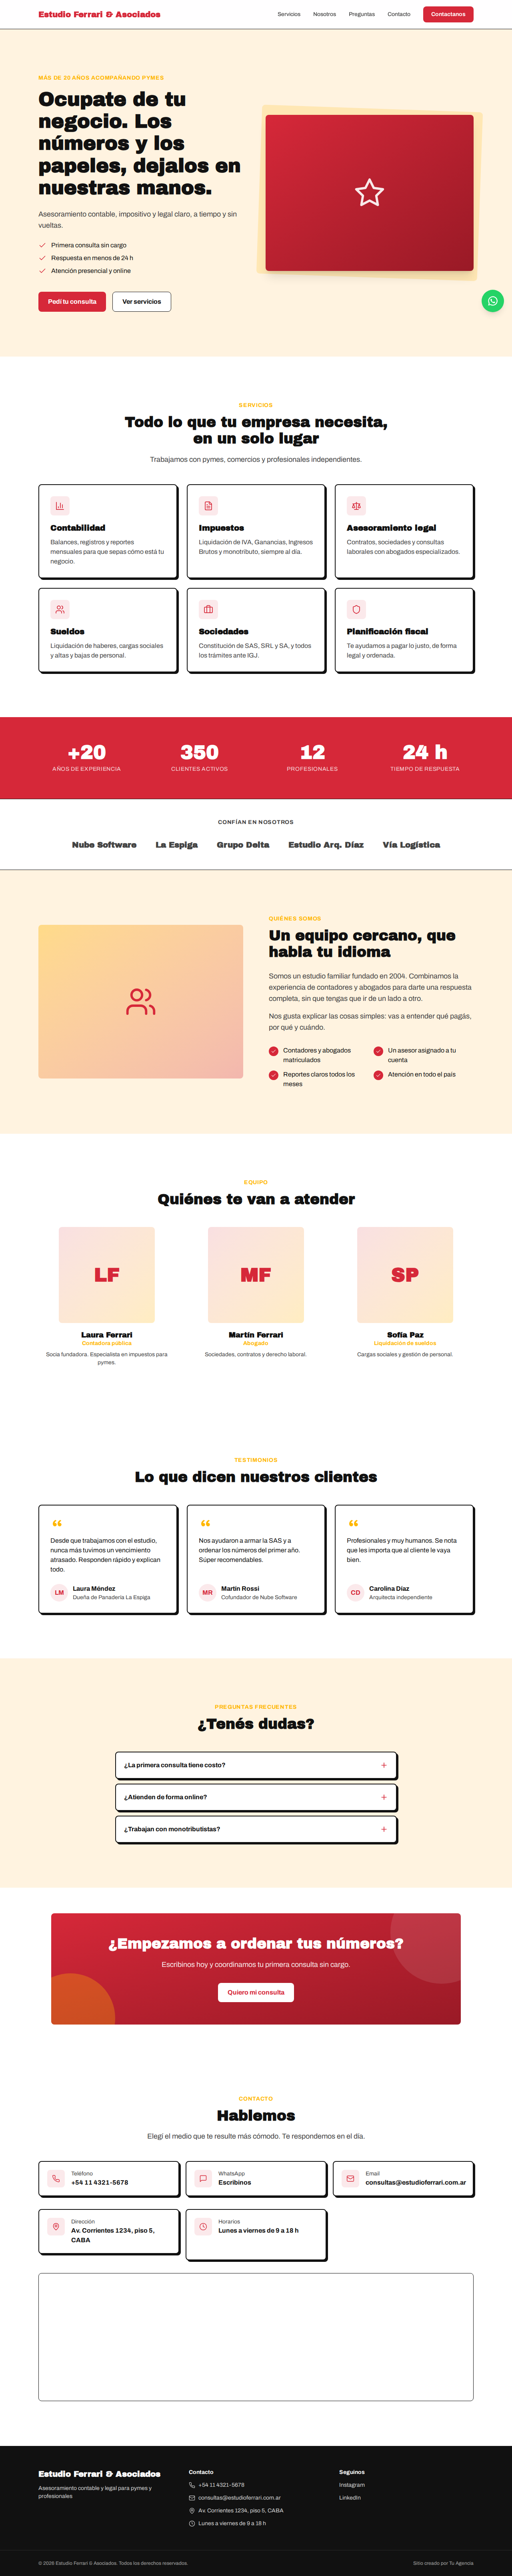 Estudio Ferrari & Asociados
Servicios
Nosotros
Preguntas
Contacto
Contactanos
MÁS DE 20 AÑOS ACOMPAÑANDO PYMES
Ocupate de tu
negocio. Los
números y los
papeles, dejalos en
nuestras manos.
Asesoramiento contable, impositivo y legal claro, a tiempo y sin
vueltas.
Primera consulta sin cargo
Respuesta en menos de 24 h
Atención presencial y online
Pedí tu consulta
Ver servicios
SERVICIOS
Todo lo que tu empresa necesita,
en un solo lugar
Trabajamos con pymes, comercios y profesionales independientes.
Contabilidad
Balances, registros y reportes
mensuales para que sepas cómo está tu
negocio.
Impuestos
Liquidación de IVA, Ganancias, Ingresos
Brutos y monotributo, siempre al día.
Asesoramiento legal
Contratos, sociedades y consultas
laborales con abogados especializados.
Sueldos
Liquidación de haberes, cargas sociales
y altas y bajas de personal.
Sociedades
Constitución de SAS, SRL y SA, y todos
los trámites ante IGJ.
Planificación fiscal
Te ayudamos a pagar lo justo, de forma
legal y ordenada.
+20
AÑOS DE EXPERIENCIA
350
CLIENTES ACTIVOS
12
PROFESIONALES
24 h
TIEMPO DE RESPUESTA
CONFÍAN EN NOSOTROS
Nube Software
La Espiga
Grupo Delta
Estudio Arq. Díaz
Vía Logística
QUIÉNES SOMOS
Un equipo cercano, que
habla tu idioma
Somos un estudio familiar fundado en 2004. Combinamos la
experiencia de contadores y abogados para darte una respuesta
completa, sin que tengas que ir de un lado a otro.
Nos gusta explicar las cosas simples: vas a entender qué pagás,
por qué y cuándo.
Contadores y abogados
matriculados
Un asesor asignado a tu
cuenta
Reportes claros todos los
meses
Atención en todo el país
EQUIPO
Quiénes te van a atender
LF
Laura Ferrari
Contadora pública
Socia fundadora. Especialista en impuestos para
pymes.
MF
Martín Ferrari
Abogado
Sociedades, contratos y derecho laboral.
SP
Sofía Paz
Liquidación de sueldos
Cargas sociales y gestión de personal.
TESTIMONIOS
Lo que dicen nuestros clientes
“
Desde que trabajamos con el estudio,
nunca más tuvimos un vencimiento
atrasado. Responden rápido y explican
todo.
LM
Laura Méndez
Dueña de Panadería La Espiga
“
Nos ayudaron a armar la SAS y a
ordenar los números del primer año.
Súper recomendables.
MR
Martín Rossi
Cofundador de Nube Software
“
Profesionales y muy humanos. Se nota
que les importa que al cliente le vaya
bien.
CD
Carolina Díaz
Arquitecta independiente
PREGUNTAS FRECUENTES
¿Tenés dudas?
¿La primera consulta tiene costo?
¿Atienden de forma online?
¿Trabajan con monotributistas?
¿Empezamos a ordenar tus números?
Escribinos hoy y coordinamos tu primera consulta sin cargo.
Quiero mi consulta
CONTACTO
Hablemos
Elegí el medio que te resulte más cómodo. Te respondemos en el día.
Teléfono
+54 11 4321-5678
WhatsApp
Escribinos
Email
consultas@estudioferrari.com.ar
Dirección
Av. Corrientes 1234, piso 5,
CABA
Horarios
Lunes a viernes de 9 a 18 h
Estudio Ferrari & Asociados
Asesoramiento contable y legal para pymes y
profesionales
Contacto
+54 11 4321-5678
consultas@estudioferrari.com.ar
Av. Corrientes 1234, piso 5, CABA
Lunes a viernes de 9 a 18 h
Seguinos
Instagram
LinkedIn
© 2026 Estudio Ferrari & Asociados. Todos los derechos reservados.
Sitio creado por Tu Agencia